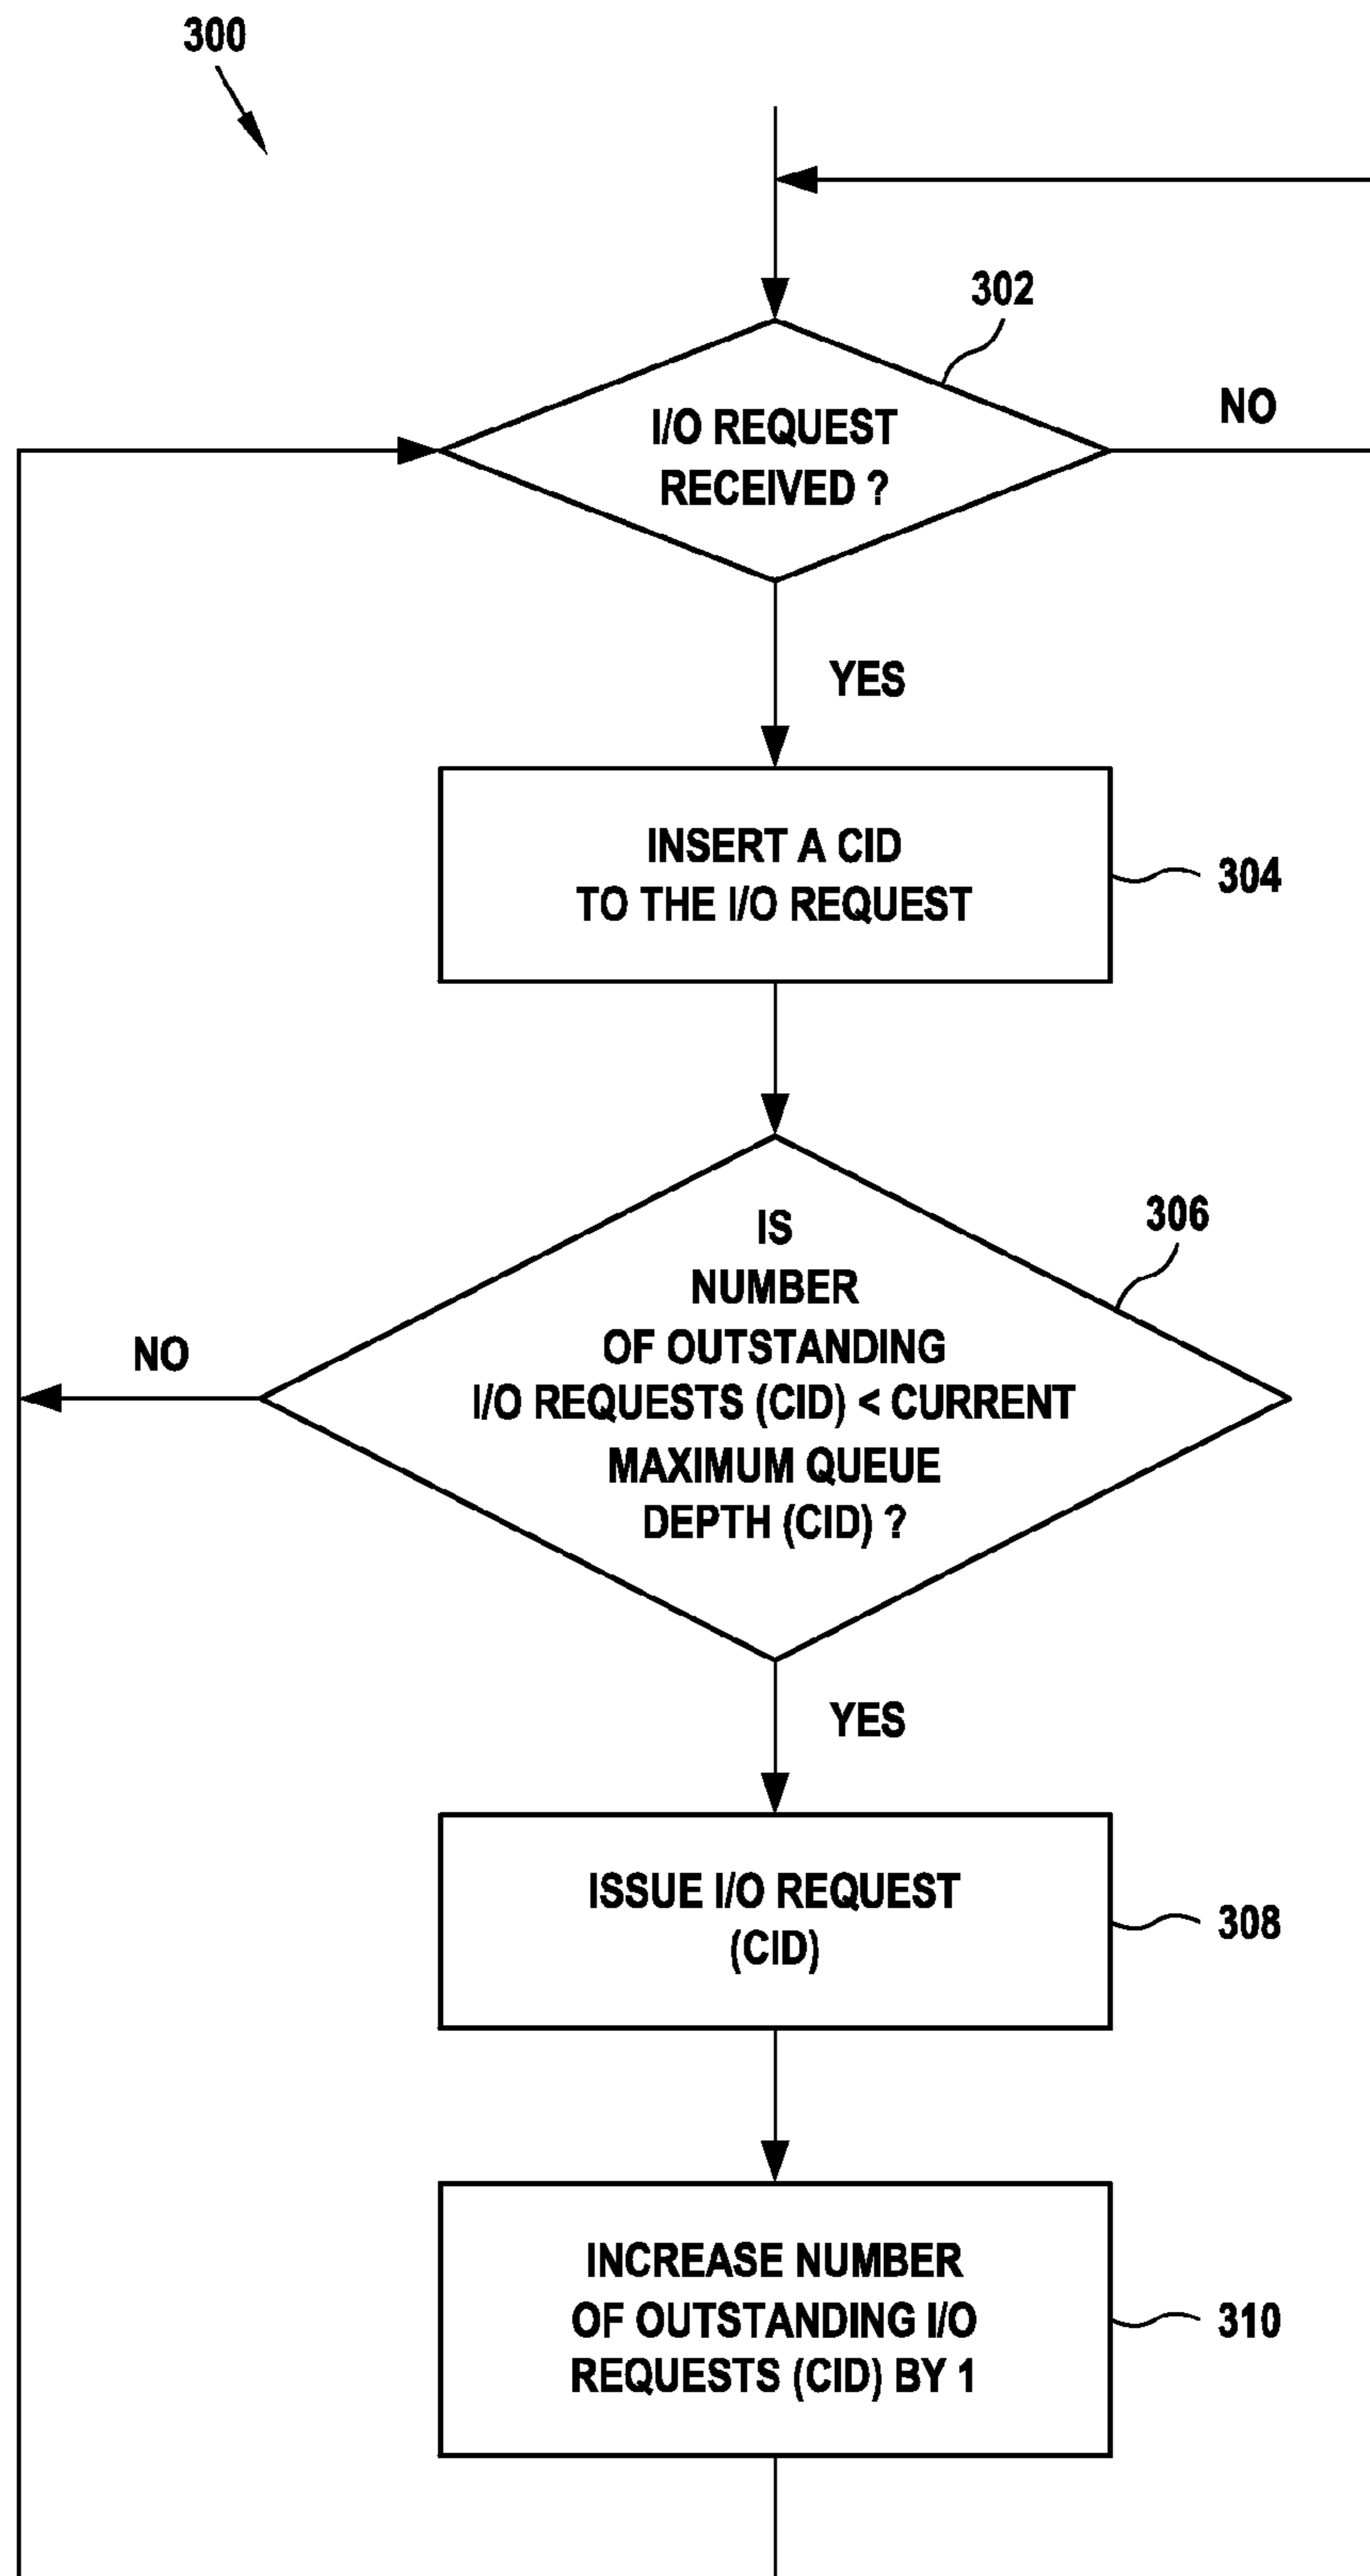 300
302
I/O REQUEST
RECEIVED ?
NO
YES
INSERT A CID
TO THE I/O REQUEST
304
306
IS
NUMBER
OF OUTSTANDING
I/O REQUESTS (CID) < CURRENT
MAXIMUM QUEUE
DEPTH (CID) ?
NO
YES
ISSUE I/O REQUEST
(CID)
308
INCREASE NUMBER
OF OUTSTANDING I/O
REQUESTS (CID) BY 1
310